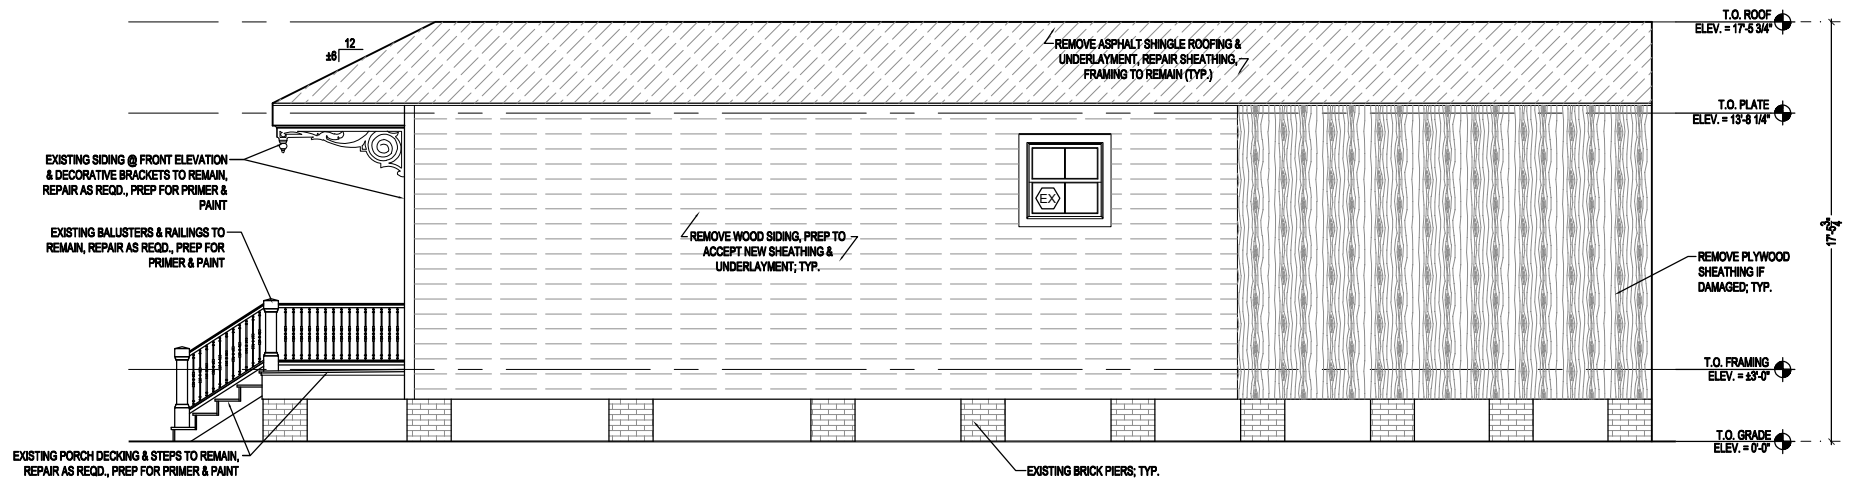 T.O. ROOF
ELEV. = 17'-5 3/4"
12
±6
REMOVE ASPHALT SHINGLE ROOFING &
UNDERLAYMENT, REPAIR SHEATHING,
FRAMING TO REMAIN (TYP.)
T.O. PLATE
ELEV. = 13'-8 1/4"
EXISTING SIDING @ FRONT ELEVATION
& DECORATIVE BRACKETS TO REMAIN,
REPAIR AS REQD., PREP FOR PRIMER &
PAINT
EX
EXISTING BALUSTERS & RAILINGS TO
REMAIN, REPAIR AS REQD., PREP FOR
PRIMER & PAINT
REMOVE WOOD SIDING, PREP TO
ACCEPT NEW SHEATHING &
UNDERLAYMENT; TYP.
17'-5 3/4"
REMOVE PLYWOOD
SHEATHING IF
DAMAGED; TYP.
T.O. FRAMING
ELEV. = ±3'-0"
T.O. GRADE
ELEV. = 0'-0"
EXISTING PORCH DECKING & STEPS TO REMAIN,
REPAIR AS REQD., PREP FOR PRIMER & PAINT
EXISTING BRICK PIERS; TYP.